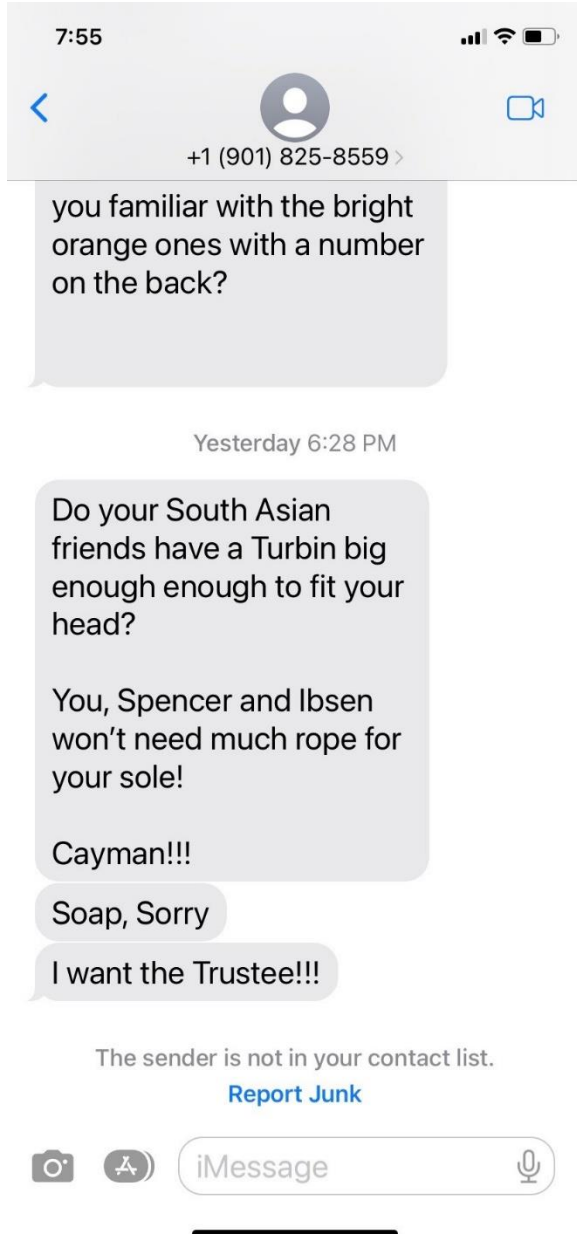 7:55
+1 (901) 825-8559 >
you familiar with the bright
orange ones with a number
on the back?
Yesterday 6:28 PM
Do your South Asian
friends have a Turbin big
enough enough to fit your
head?
You, Spencer and Ibsen
won't need much rope for
your sole!
Cayman!!!
Soap, Sorry
I want the Trustee!!!
The sender is not in your contact list.
Report Junk
iMessage